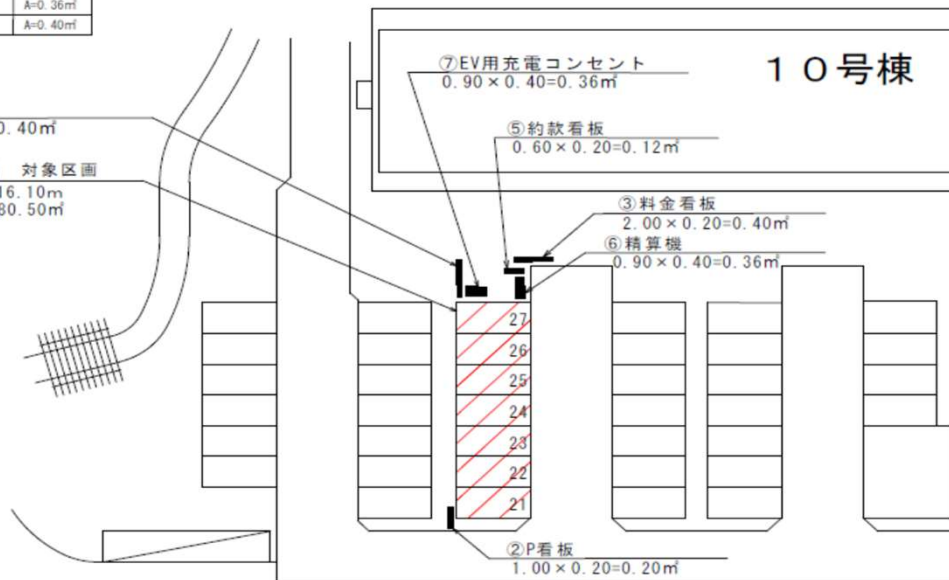 A=0.36㎡
A=0.40㎡
10号棟
⑦EV用充電コンセント
0.90×0.40=0.36㎡
0.40㎡
⑤約款看板
0.60×0.20=0.12㎡
対象区画
16.10m
80.50㎡
③料金看板
2.00×0.20=0.40㎡
⑥精算機
0.90×0.40=0.36㎡
27
26
25
24
23
22
21
②P看板
1.00×0.20=0.20㎡